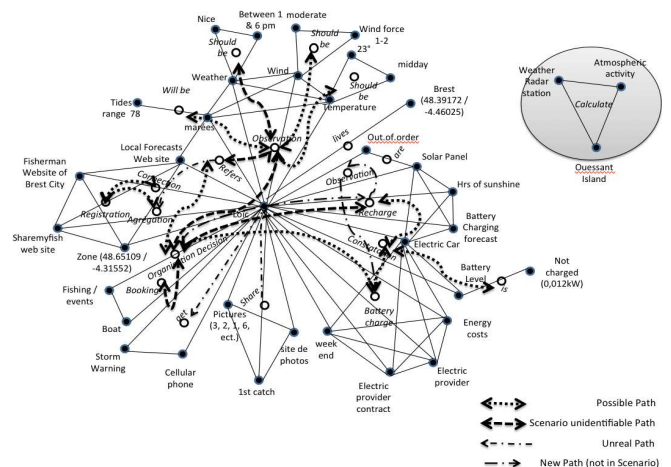 Nice
Between 1
& 6 pm
moderate
Wind force
1-2
Should
be
Should
be
23°
Weather
Wind
midday
Will be
Should
be
Tides
range 78
temperature
marees
Brest
(48.39172 /
-4.46025)
Weather
Radar
station
Atmospheric
activity
Calculate
Ouessant
Island
Observation
lives
Out.of.order
are
Local Forecasts
Web site
Refers
Solar Panel
Fisherman
Website of
Brest City
Connection
Observation
Hrs of sunshine
Registration
Agregation
Recharge
Battery
Charging
forecast
Sharemyfish
web site
Zone (48.65109 /
-4.31552)
Electric Car
Organisation Decision
Battery
Level
Not
charged
(0,012kW)
is
Fishing /
events
Booking
Boat
get
Pictures
(3, 2, 1, 6,
ect.)
Share
Battery
charge
Storm
Warning
Cellular
phone
site de
photos
week
end
Energy
costs
1st catch
Electric
provider
contract
Electric
provider
Possible Path
Scenario unidentifiable Path
Unreal Path
New Path (not in Scenario)